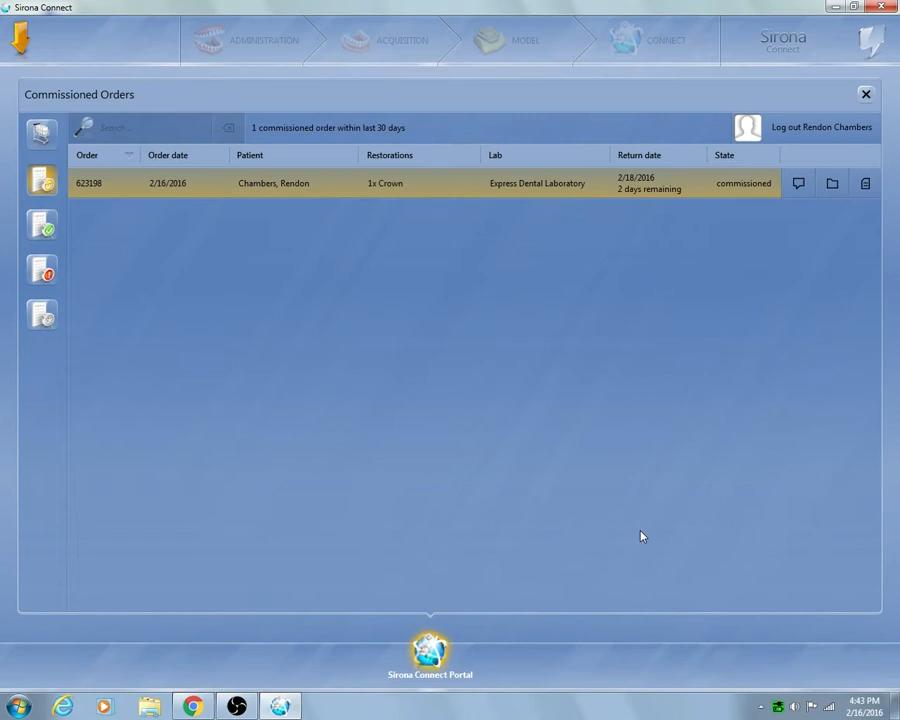 Sirona Connect
ADMINISTRATION
ACQUISITION
MODEL
CONNECT
Sirona
Connect
Commissioned Orders
Search...
1 commissioned order within last 30 days
Log out Rendon Chambers
Order
Order date
Patient
Restorations
Lab
Return date
State
623198
2/16/2016
Chambers, Rendon
1x Crown
Express Dental Laboratory
2/18/2016
2 days remaining
commissioned
Sirona Connect Portal
4:43 PM
2/16/2016